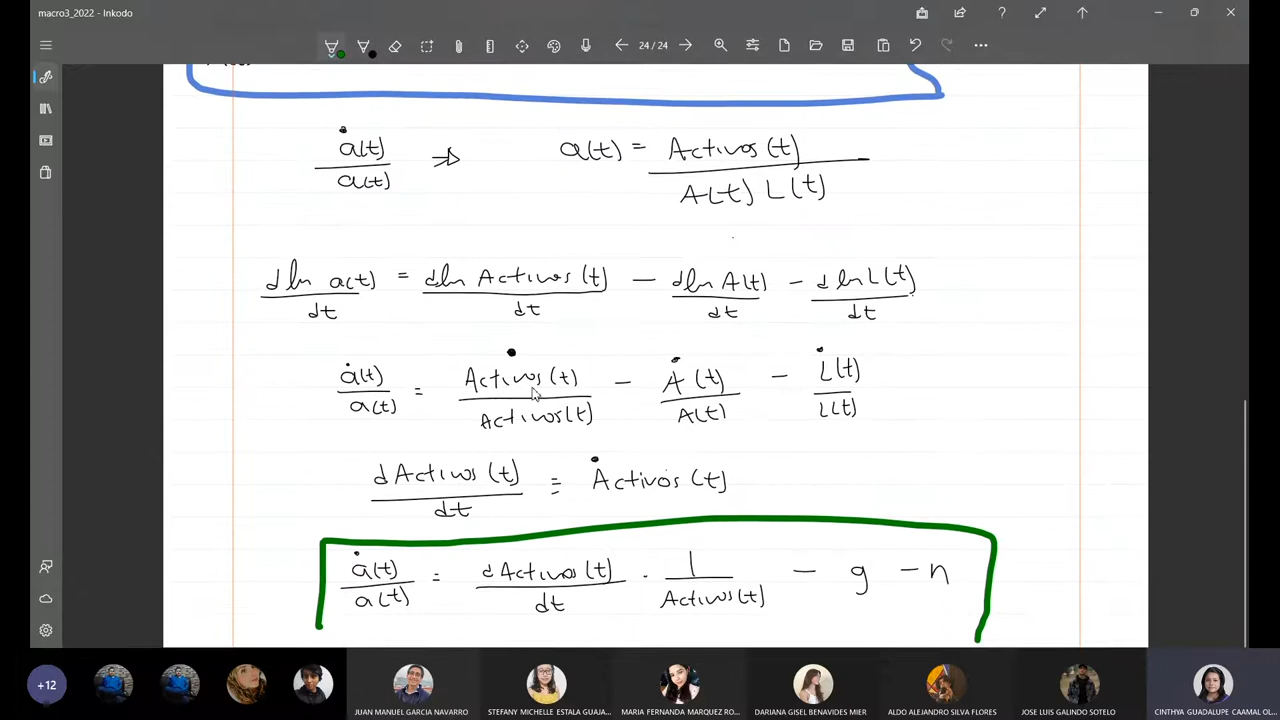 macro3_2022 - Inkodo
24 / 24
ȧ(t)/a(t) ⇒ a(t) = Activos(t)/A(t) L(t)
d ln a(t)/dt = d ln Activos(t)/dt − d ln A(t)/dt − d ln L(t)/dt
ȧ(t)/a(t) = Ȧctivos(t)/Activos(t) − Ȧ(t)/A(t) − L̇(t)/L(t)
d Activos(t)/dt ≡ Ȧctivos(t)
ȧ(t)/a(t) = d Activos(t)/dt · 1/Activos(t) − g − n
+12
JUAN MANUEL GARCIA NAVARRO
STEFANY MICHELLE ESTALA GUAJA...
MARIA FERNANDA MARQUEZ RO...
DARIANA GISEL BENAVIDES MIER
ALDO ALEJANDRO SILVA FLORES
JOSE LUIS GALINDO SOTELO
CINTHYA GUADALUPE CAAMAL OL...